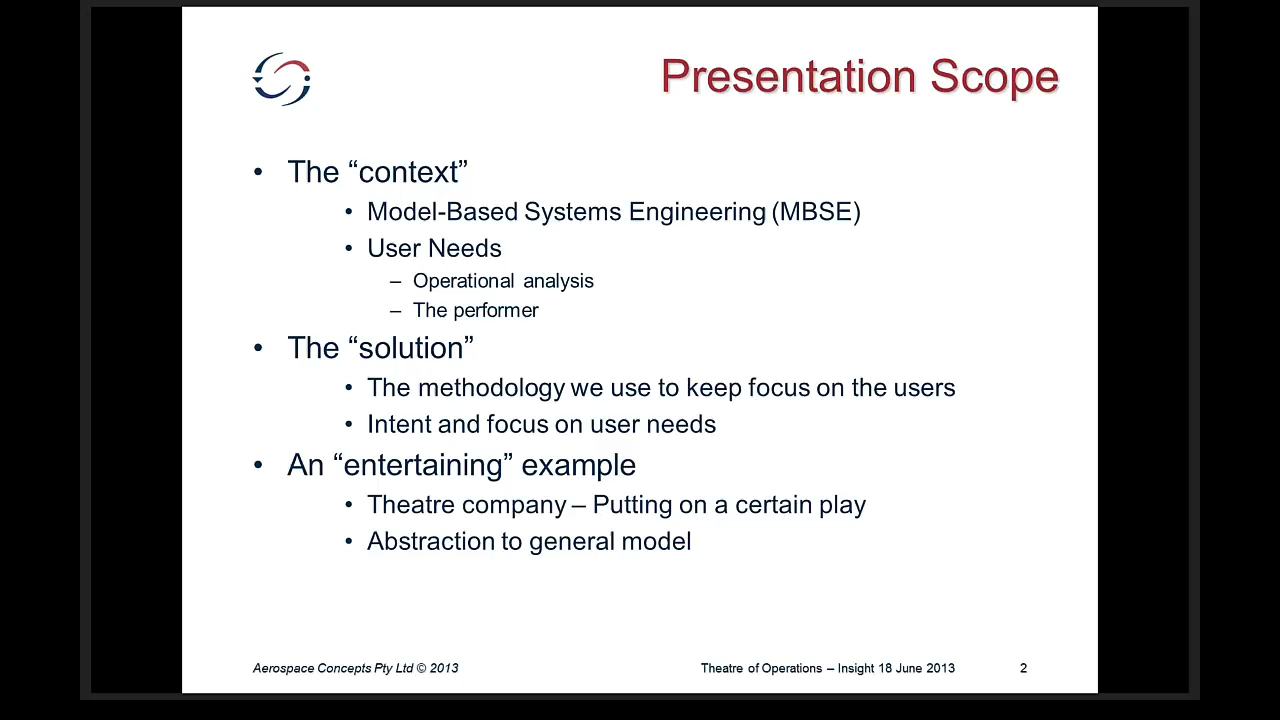 Presentation Scope
• The “context”
• Model-Based Systems Engineering (MBSE)
• User Needs
– Operational analysis
– The performer
• The “solution”
• The methodology we use to keep focus on the users
• Intent and focus on user needs
• An “entertaining” example
• Theatre company – Putting on a certain play
• Abstraction to general model
Aerospace Concepts Pty Ltd © 2013
Theatre of Operations – Insight 18 June 2013
2